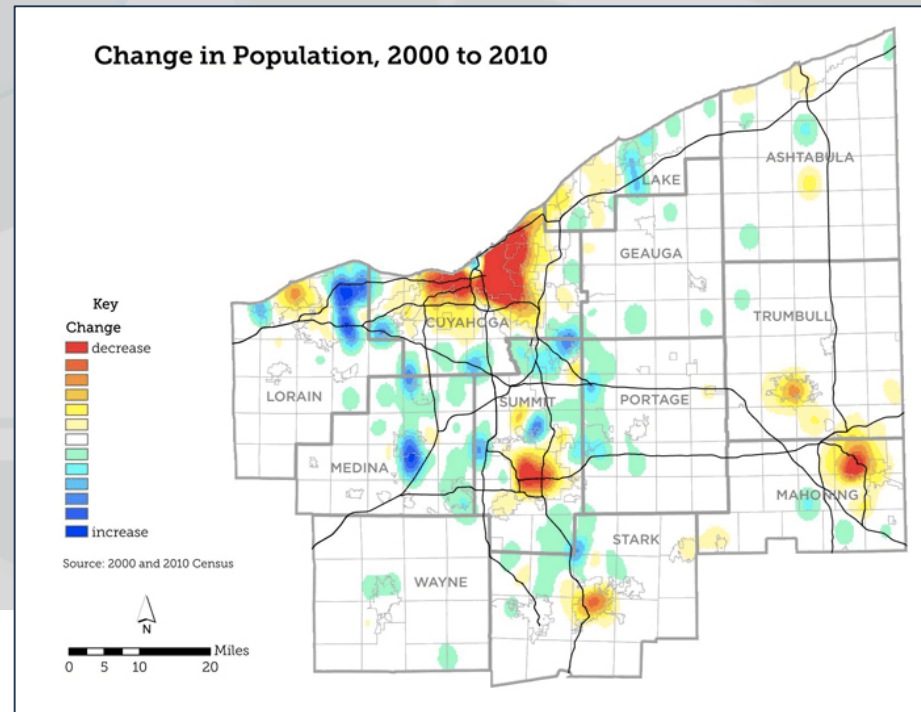 Change in Population, 2000 to 2010
ASHTABULA
LAKE
GEAUGA
TRUMBULL
CUYAHOGA
Key
Change
decrease
increase
LORAIN
SUMMIT
PORTAGE
MEDINA
MAHONING
STARK
WAYNE
Source: 2000 and 2010 Census
N
Miles
0 5 10 20